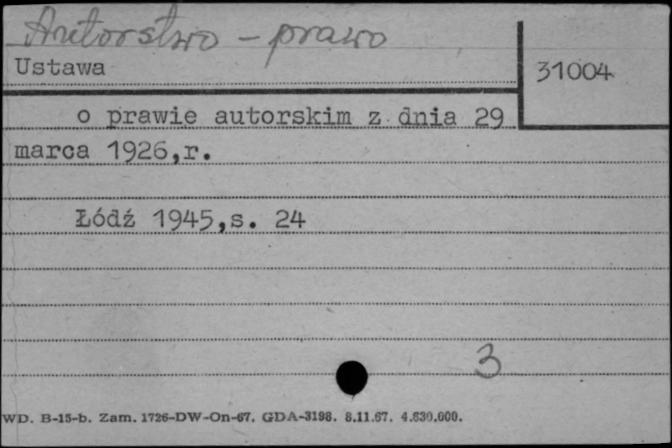 Autorstwo - prawo
Ustawa
31004
o prawie autorskim z dnia 29
marca 1926,r.
Łódź 1945,s. 24
3
WD. B-15-b. Zam. 1726-DW-On-67. GDA-3198. 8.11.67. 4.630.000.